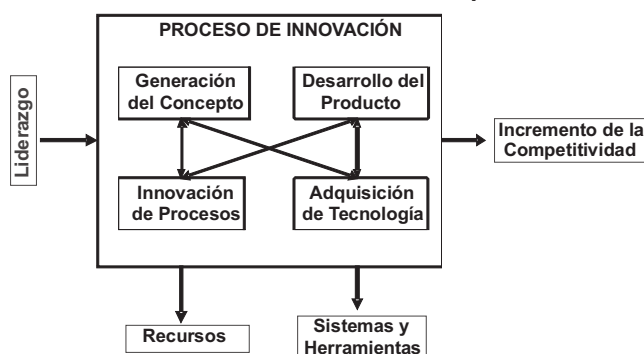 PROCESO DE INNOVACIÓN
Generación
del Concepto
Desarrollo del
Producto
Liderazgo
Incremento de la
Competitividad
Innovación
de Procesos
Adquisición
de Tecnología
Recursos
Sistemas y
Herramientas